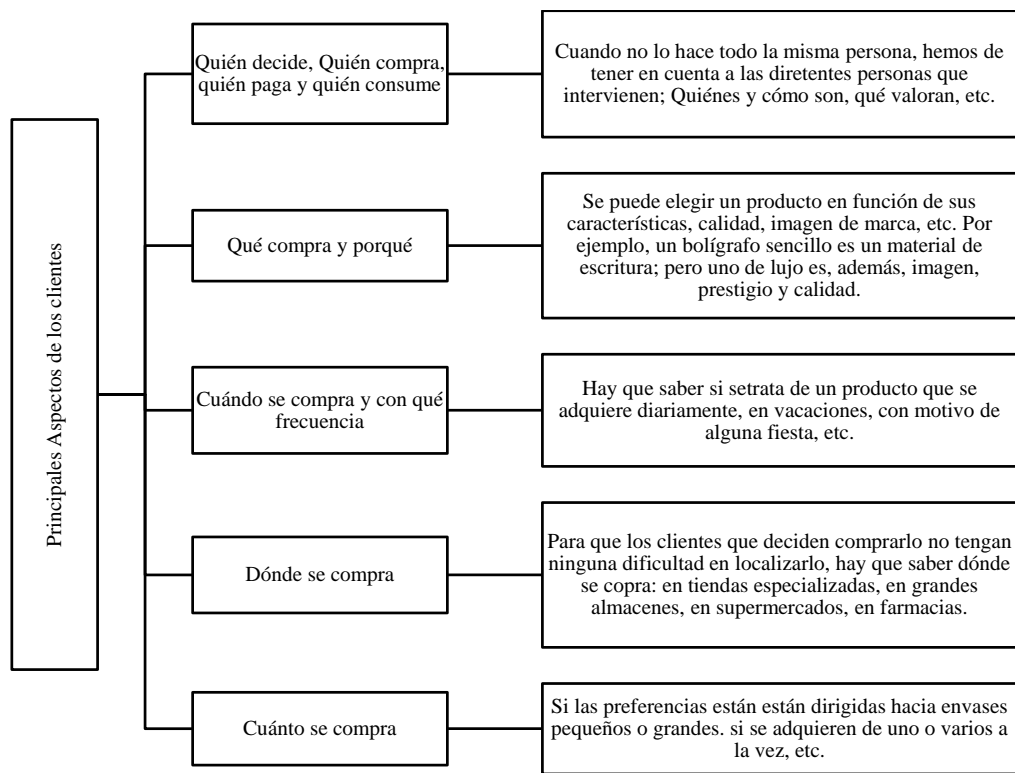 Principales Aspectos de los clientes
Quién decide, Quién compra,
quién paga y quién consume
Cuando no lo hace todo la misma persona, hemos de
tener en cuenta a las diretentes personas que
intervienen; Quiénes y cómo son, qué valoran, etc.
Qué compra y porqué
Se puede elegir un producto en función de sus
característícas, calidad, imagen de marca, etc. Por
ejemplo, un bolígrafo sencillo es un material de
escritura; pero uno de lujo es, además, imagen,
prestigio y calidad.
Cuándo se compra y con qué
frecuencia
Hay que saber si setrata de un producto que se
adquiere diariamente, en vacaciones, con motivo de
alguna fiesta, etc.
Dónde se compra
Para que los clientes que deciden comprarlo no tengan
ninguna dificultad en localizarlo, hay que saber dónde
se copra: en tiendas especializadas, en grandes
almacenes, en supermercados, en farmacias.
Cuánto se compra
Si las preferencias están están dirigidas hacia envases
pequeños o grandes. si se adquieren de uno o varios a
la vez, etc.